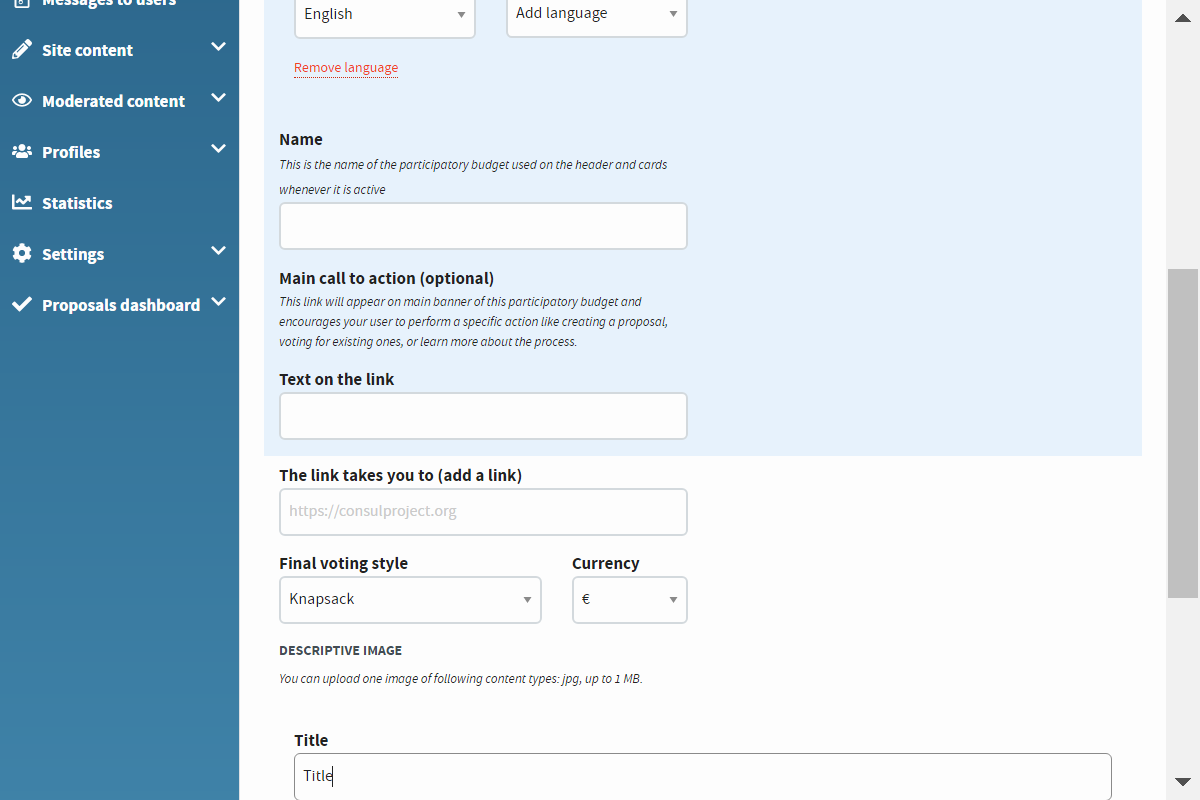 Messages to users
Site content
Moderated content
Profiles
Statistics
Settings
Proposals dashboard
English
Add language
Remove language
Name
This is the name of the participatory budget used on the header and cards
whenever it is active
Main call to action (optional)
This link will appear on main banner of this participatory budget and
encourages your user to perform a specific action like creating a proposal,
voting for existing ones, or learn more about the process.
Text on the link
The link takes you to (add a link)
https://consulproject.org
Final voting style
Currency
Knapsack
€
DESCRIPTIVE IMAGE
You can upload one image of following content types: jpg, up to 1 MB.
Title
Title